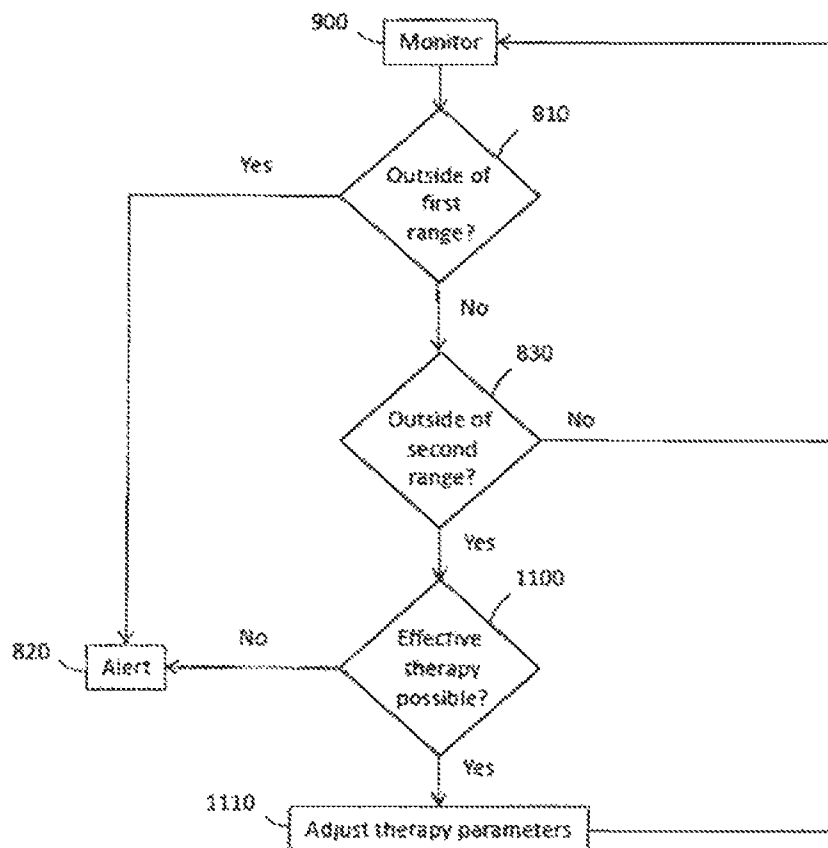 900
Monitor
810
Yes
Outside of
first
range?
No
830
Outside of
second
range?
No
Yes
1100
Effective
therapy
possible?
No
820
Alert
Yes
1110
Adjust therapy parameters